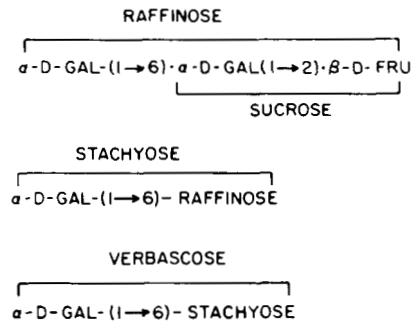 RAFFINOSE
α-D-GAL-(1→6)·α-D-GAL(1→2)·β-D-FRU
SUCROSE
STACHYOSE
α-D-GAL-(1→6)-RAFFINOSE
VERBASCOSE
α-D-GAL-(1→6)-STACHYOSE